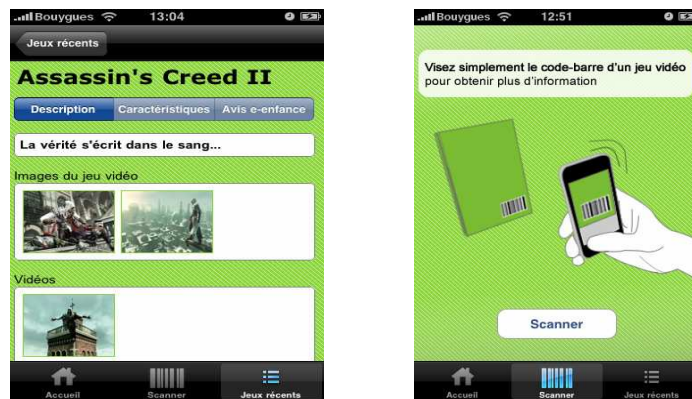 Bouygues 13:04
Jeux récents
Assassin's Creed II
Description Caractéristiques Avis e-enfance
La vérité s'écrit dans le sang...
Images du jeu vidéo
Vidéos
Accueil Scanner Jeux récents
Bouygues 12:51
Visez simplement le code-barre d'un jeu vidéo
pour obtenir plus d'information
Scanner
Accueil Scanner Jeux récents